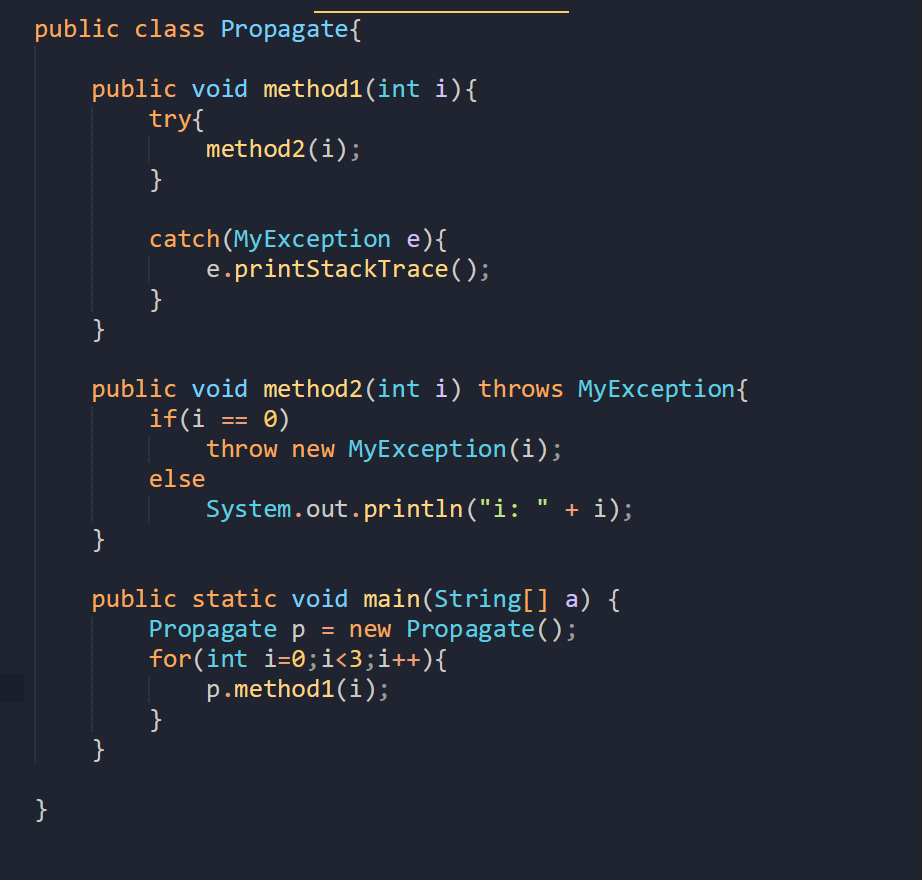 public class Propagate{
public void method1(int i){
try{
method2(i);
}
catch(MyException e){
e.printStackTrace();
}
}
public void method2(int i) throws MyException{
if(i == 0)
throw new MyException(i);
else
System.out.println("i: " + i);
}
public static void main(String[] a) {
Propagate p = new Propagate();
for(int i=0;i<3;i++){
p.method1(i);
}
}
}